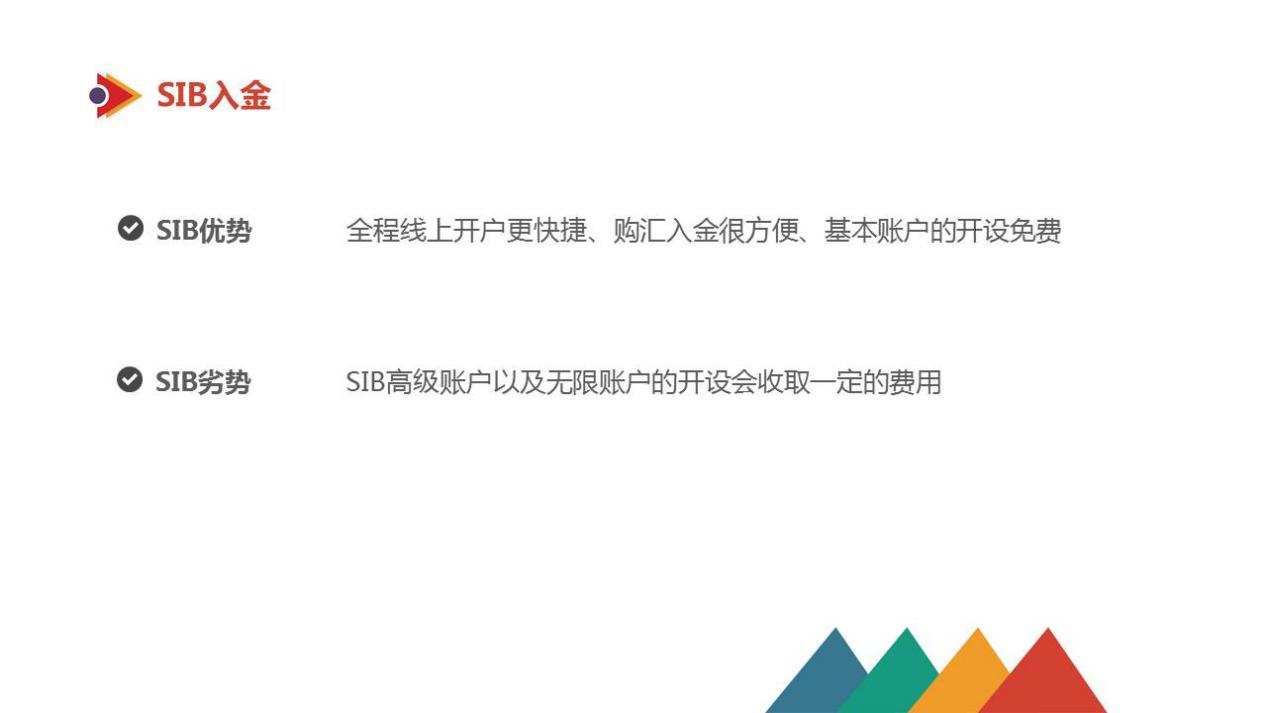 SIB入金
SIB优势 全程线上开户更快捷、购汇入金很方便、基本账户的开设免费
SIB劣势 SIB高级账户以及无限账户的开设会收取一定的费用